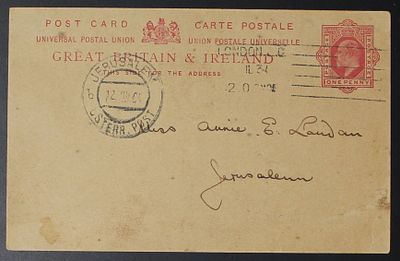 POST CARD CARTE POSTALE
UNIVERSAL POSTAL UNION UNION POSTALE UNIVERSELLE
GREAT BRITAIN & IRELAND
THIS SIDE FOR THE ADDRESS
LONDON
POSTAGE
ONE PENNY
JERUSALEM
ÖSTERR. POST
Miss Annie E. Landau
Jerusalem